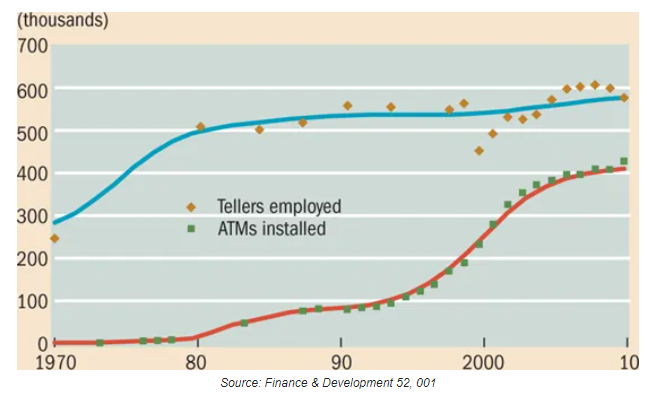 (thousands)
700
600
500
400
300
200
100
0
Tellers employed
ATMs installed
1970 80 90 2000 10
Source: Finance & Development 52, 001